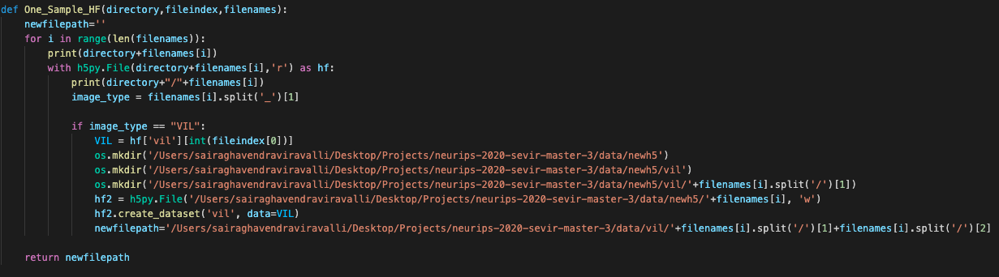 def One_Sample_HF(directory,fileindex,filenames):
    newfilepath=''
    for i in range(len(filenames)):
        print(directory+filenames[i])
        with h5py.File(directory+filenames[i],'r') as hf:
            print(directory+"/"+filenames[i])
            image_type = filenames[i].split('_')[1]

            if image_type == "VIL":
                VIL = hf['vil'][int(fileindex[0])]
                os.mkdir('/Users/sairaghavendraviravalli/Desktop/Projects/neurips-2020-sevir-master-3/data/newh5')
                os.mkdir('/Users/sairaghavendraviravalli/Desktop/Projects/neurips-2020-sevir-master-3/data/newh5/vil')
                os.mkdir('/Users/sairaghavendraviravalli/Desktop/Projects/neurips-2020-sevir-master-3/data/newh5/vil/'+filenames[i].split('/')[1])
                hf2 = h5py.File('/Users/sairaghavendraviravalli/Desktop/Projects/neurips-2020-sevir-master-3/data/newh5/'+filenames[i], 'w')
                hf2.create_dataset('vil', data=VIL)
                newfilepath='/Users/sairaghavendraviravalli/Desktop/Projects/neurips-2020-sevir-master-3/data/vil/'+filenames[i].split('/')[1]+filenames[i].split('/')[2]

    return newfilepath